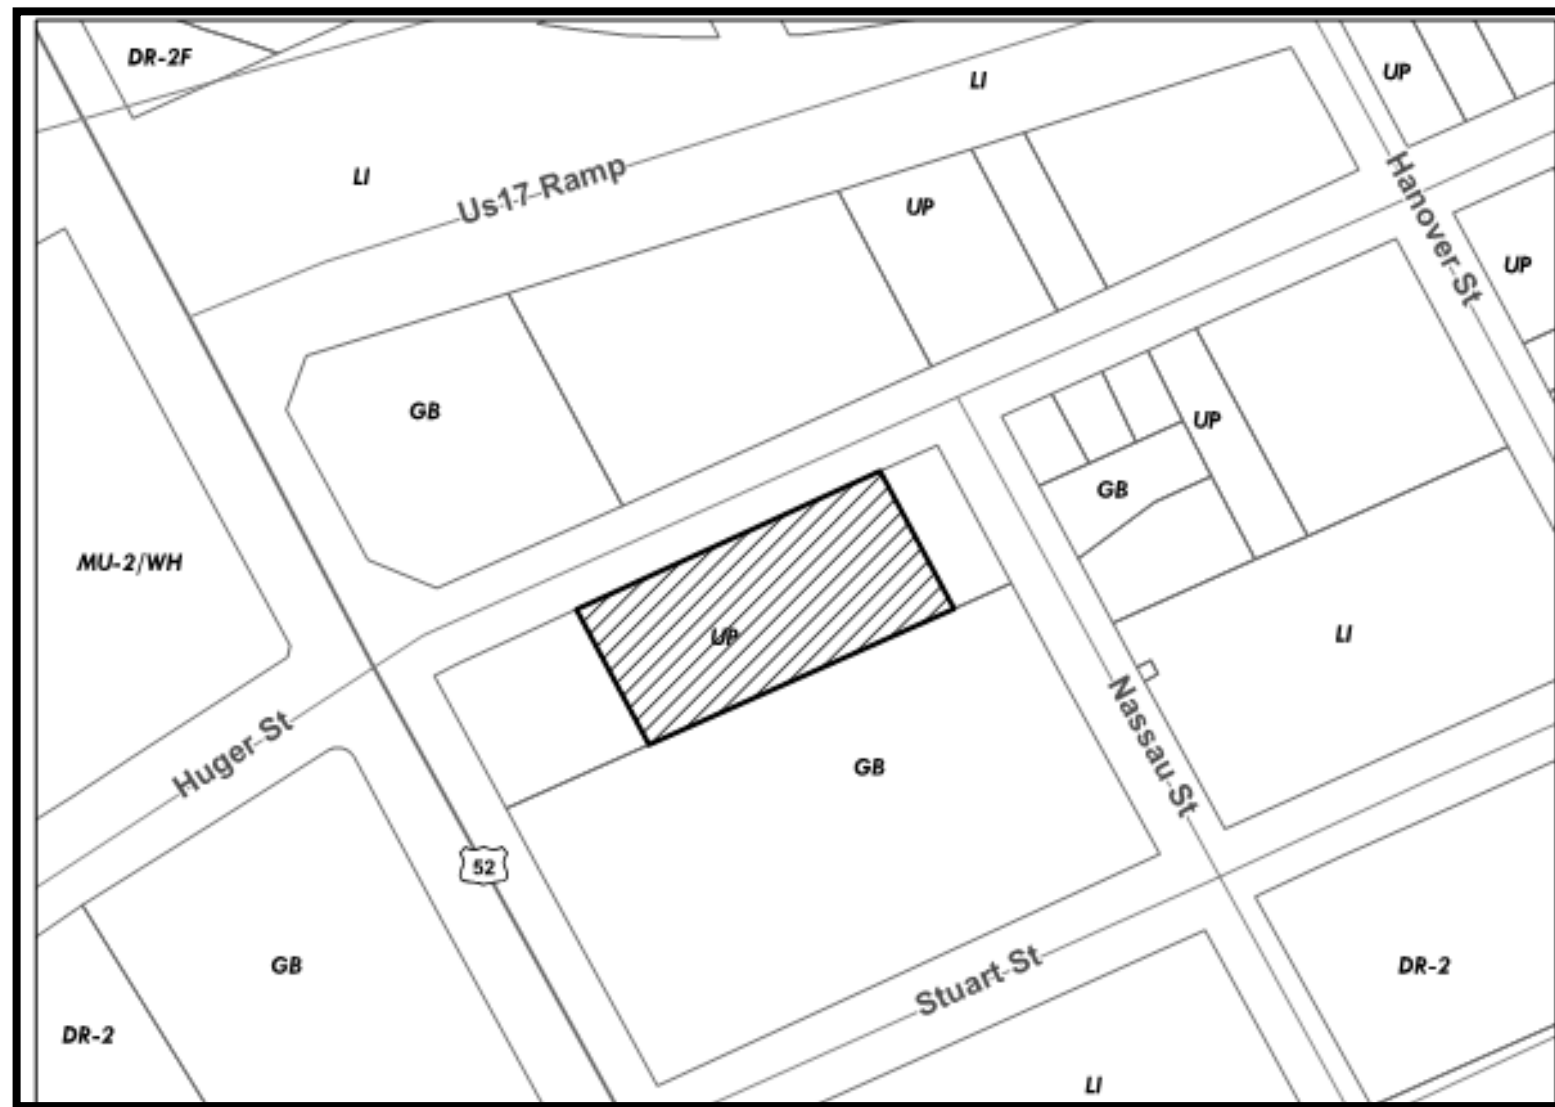 DR-2F
UP
LI
LI
Us17 Ramp
UP
Hanover St
UP
GB
UP
GB
MU-2/WH
UP
LI
Huger St
Nassau St
GB
52
GB
Stuart St
DR-2
DR-2
LI